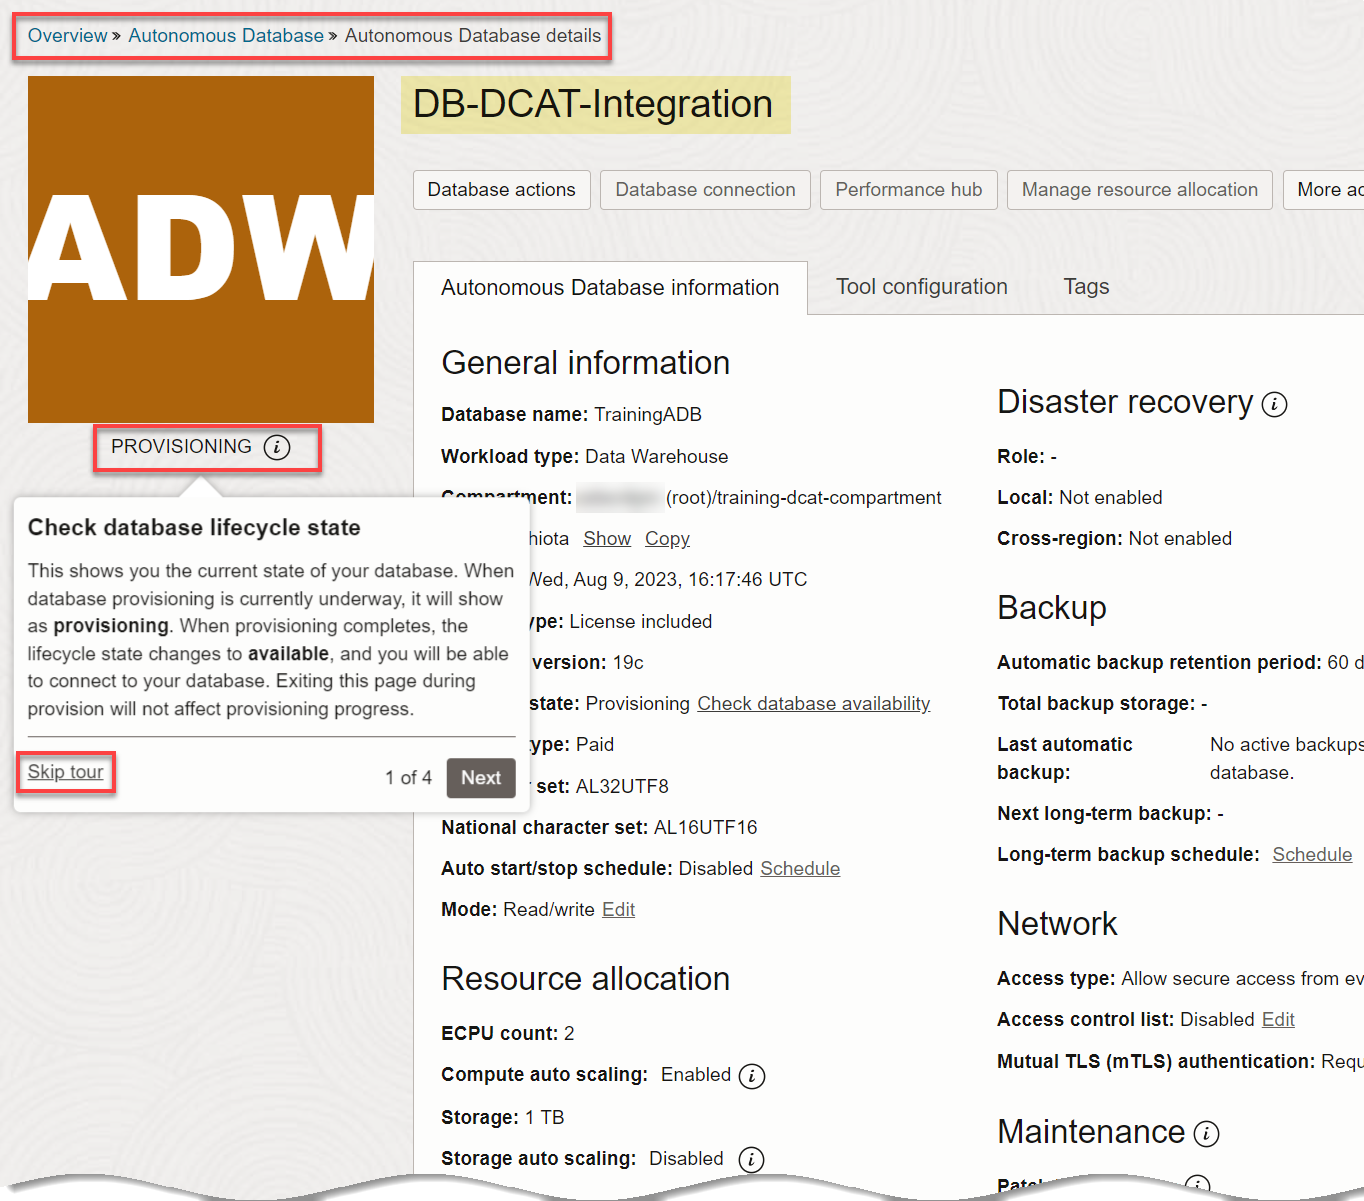 Overview » Autonomous Database » Autonomous Database details
ADW
PROVISIONING i
Check database lifecycle state
This shows you the current state of your database. When
database provisioning is currently underway, it will show
as provisioning. When provisioning completes, the
lifecycle state changes to available, and you will be able
to connect to your database. Exiting this page during
provision will not affect provisioning progress.
Skip tour
1 of 4
Next
DB-DCAT-Integration
Database actions
Database connection
Performance hub
Manage resource allocation
More ac
Autonomous Database information
Tool configuration
Tags
General information
Database name: TrainingADB
Workload type: Data Warehouse
Compartment: (root)/training-dcat-compartment
hiota Show Copy
Wed, Aug 9, 2023, 16:17:46 UTC
ype: License included
version: 19c
state: Provisioning Check database availability
type: Paid
set: AL32UTF8
National character set: AL16UTF16
Auto start/stop schedule: Disabled Schedule
Mode: Read/write Edit
Resource allocation
ECPU count: 2
Compute auto scaling: Enabled i
Storage: 1 TB
Storage auto scaling: Disabled i
Disaster recovery i
Role: -
Local: Not enabled
Cross-region: Not enabled
Backup
Automatic backup retention period: 60 d
Total backup storage: -
Last automatic backup: No active backups
database.
Next long-term backup: -
Long-term backup schedule: Schedule
Network
Access type: Allow secure access from ev
Access control list: Disabled Edit
Mutual TLS (mTLS) authentication: Requ
Maintenance i